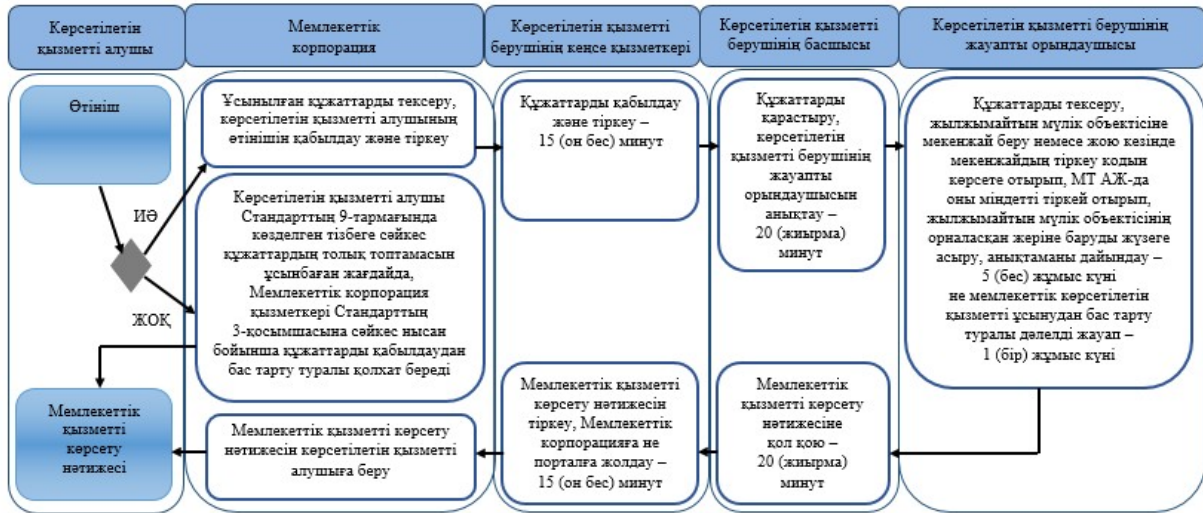 Көрсетілетін
қызметті алушы
Мемлекеттік
корпорация
Көрсетілетін қызметті
берушінің кеңсе қызметкері
Көрсетілетін қызметті
берушінің басшысы
Көрсетілетін қызметті берушінің
жауапты орындаушысы
Өтініш
ИӘ
ЖОҚ
Ұсынылған құжаттарды тексеру,
көрсетілетін қызметті алушының
өтінішін қабылдау және тіркеу
Көрсетілетін қызметті алушы
Стандарттың 9-тармағында
көзделген тізбеге сәйкес
құжаттардың толық топтамасын
ұсынбаған жағдайда,
Мемлекеттік корпорация
қызметкері Стандарттың
3-қосымшасына сәйкес нысан
бойынша құжаттарды қабылдаудан
бас тарту туралы қолхат береді
Құжаттарды қабылдау
және тіркеу –
15 (он бес) минут
Құжаттарды
қарастыру,
көрсетілетін
қызметті берушінің
жауапты
орындаушысын
анықтау –
20 (жиырма)
минут
Құжаттарды тексеру,
жылжымайтын мүлік объектісіне
мекенжай беру немесе жою кезінде
мекенжайдың тіркеу кодын
көрсете отырып, МТ АЖ-да
оны міндетті тіркей отырып,
жылжымайтын мүлік объектісінің
орналасқан жеріне баруды жүзеге
асыру, анықтаманы дайындау –
5 (бес) жұмыс күні
не мемлекеттік көрсетілетін
қызметті ұсынудан бас тарту
туралы дәлелді жауап –
1 (бір) жұмыс күні
Мемлекеттік
қызметті
көрсету
нәтижесі
Мемлекеттік қызметті көрсету
нәтижесін көрсетілетін қызметті
алушыға беру
Мемлекеттік қызметті
көрсету нәтижесін
тіркеу, Мемлекеттік
корпорацияға не
порталға жолдау –
15 (он бес) минут
Мемлекеттік
қызметті көрсету
нәтижесіне
қол қою –
20 (жиырма)
минут